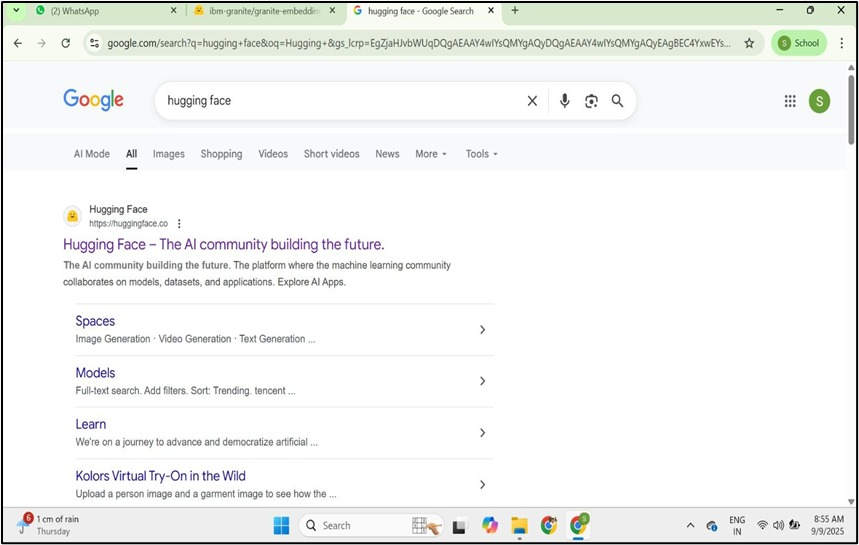 (2) WhatsApp
ibm-granite/granite-embedding
hugging face - Google Search
google.com/search?q=hugging+face&oq=Hugging+&gs_lcrp=EgZjaHJvbWUqDQgAEAAY4wIYsQMYgAQyDQgAEAAY4wIYsQMYgAQyEAgBEC4YxwEYs...
S School
Google
hugging face
S
AI Mode All Images Shopping Videos Short videos News More Tools
Hugging Face
https://huggingface.co
Hugging Face – The AI community building the future.
The AI community building the future. The platform where the machine learning community
collaborates on models, datasets, and applications. Explore AI Apps.
Spaces
Image Generation · Video Generation · Text Generation ...
Models
Full-text search. Add filters. Sort: Trending. tencent ...
Learn
We're on a journey to advance and democratize artificial ...
Kolors Virtual Try-On in the Wild
Upload a person image and a garment image to see how the ...
6
1 cm of rain
Thursday
Search
S
ENG
IN
8:55 AM
9/9/2025